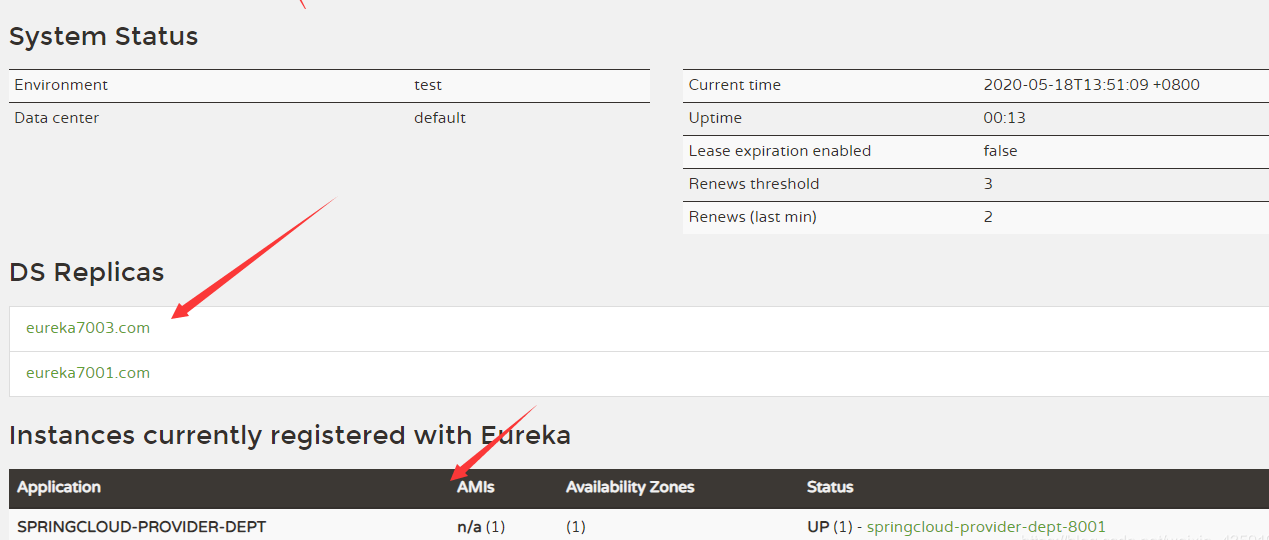 System Status
Environment test
Data center default
Current time 2020-05-18T13:51:09 +0800
Uptime 00:13
Lease expiration enabled false
Renews threshold 3
Renews (last min) 2
DS Replicas
eureka7003.com
eureka7001.com
Instances currently registered with Eureka
Application AMIs Availability Zones Status
SPRINGCLOUD-PROVIDER-DEPT n/a (1) (1) UP (1) - springcloud-provider-dept-8001